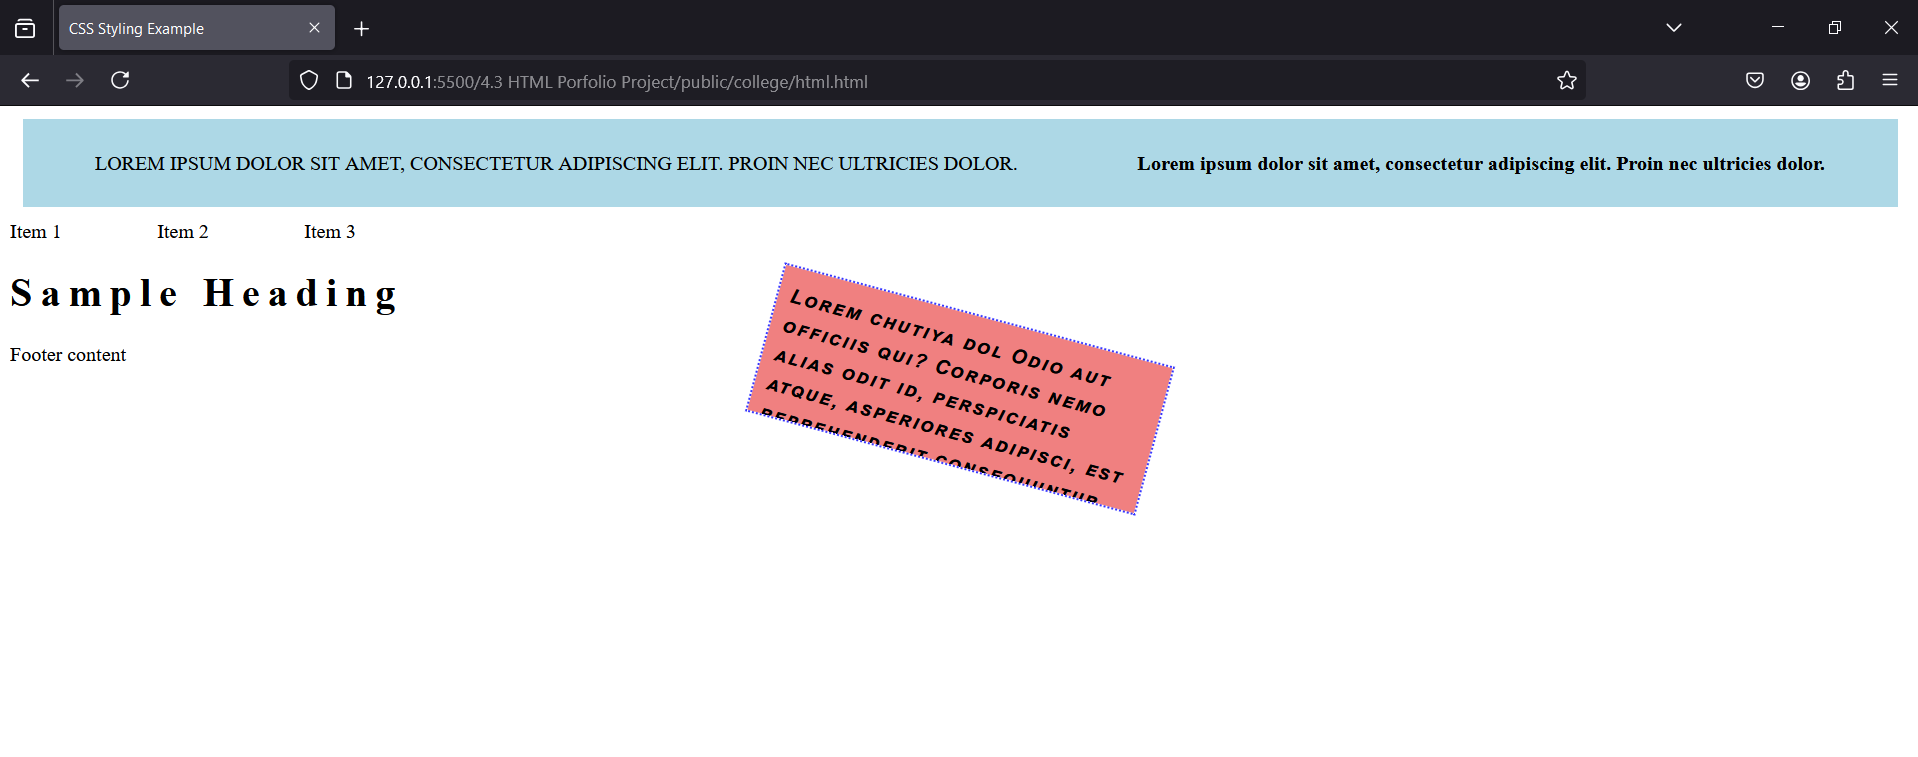 CSS Styling Example
127.0.0.1:5500/4.3 HTML Porfolio Project/public/college/html.html
LOREM IPSUM DOLOR SIT AMET, CONSECTETUR ADIPISCING ELIT. PROIN NEC ULTRICIES DOLOR.
Lorem ipsum dolor sit amet, consectetur adipiscing elit. Proin nec ultricies dolor.
Item 1 Item 2 Item 3
Sample Heading
Footer content
Lorem chutiya dol Odio aut
officiis qui? Corporis nemo
alias odit id, perspiciatis
atque, asperiores adipisci, est
reprehenderit consequuntur